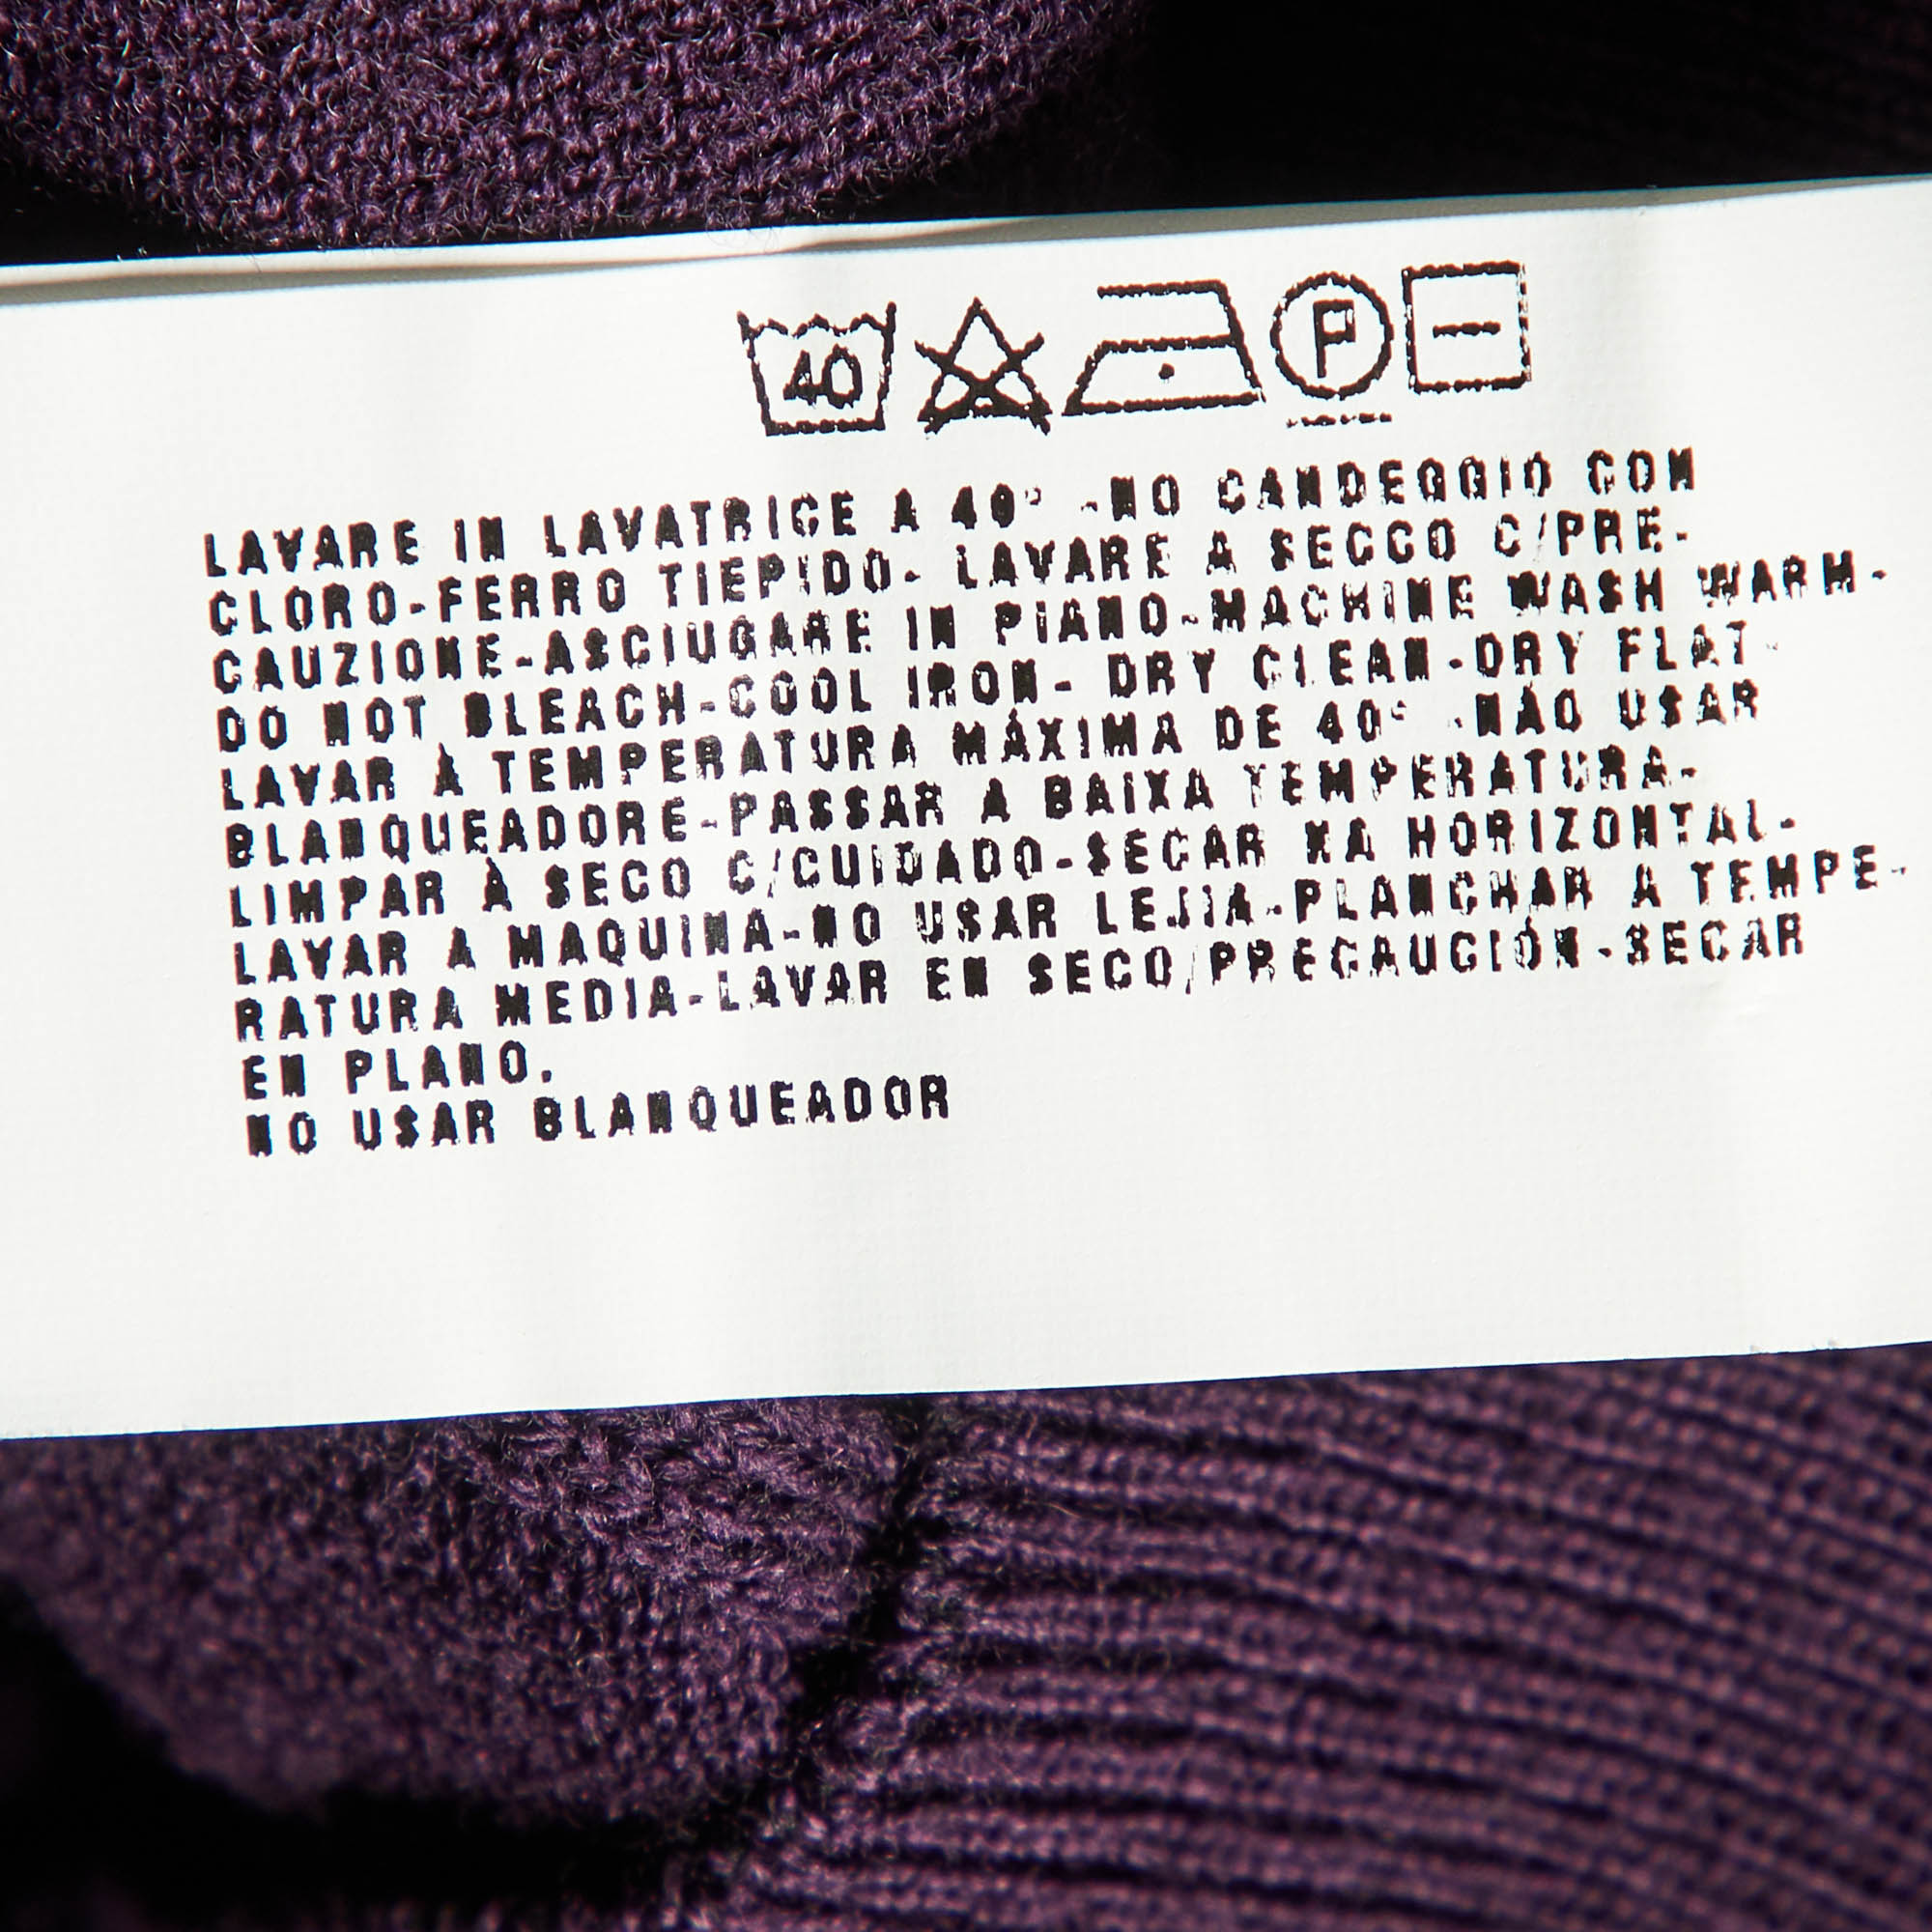 40 P
LAVARE IN LAVATRICE A 40° -NO CANDEGGIO CON
CLORO-FERRO TIEPIDO- LAVARE A SECCO C/PRE-
CAUZIONE-ASCIUGARE IN PIANO-MACHINE WASH WARM-
DO NOT BLEACH-COOL IRON- DRY CLEAN-DRY FLAT-
LAVAR À TEMPERATURA MÁXIMA DE 40° -NÃO USAR
BLANQUEADORE-PASSAR A BAIXA TEMPERATURA-
LIMPAR À SECO C/CUIDADO-SECAR NA HORIZONTAL-
LAVAR A MAQUINA-NO USAR LEJIA-PLANCHAR A TEMPE-
RATURA MEDIA-LAVAR EN SECO/PRECAUCIÓN-SECAR
EN PLANO.
NO USAR BLANQUEADOR